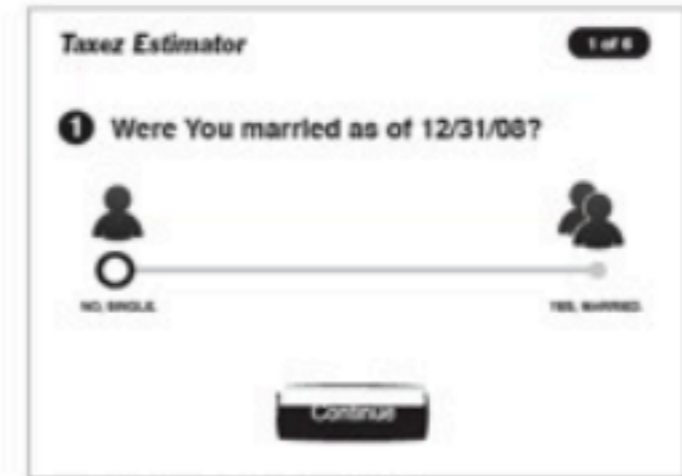 Taxez Estimator
1 of 6
1 Were You married as of 12/31/08?
NO, SINGLE.
YES, MARRIED.
Continue